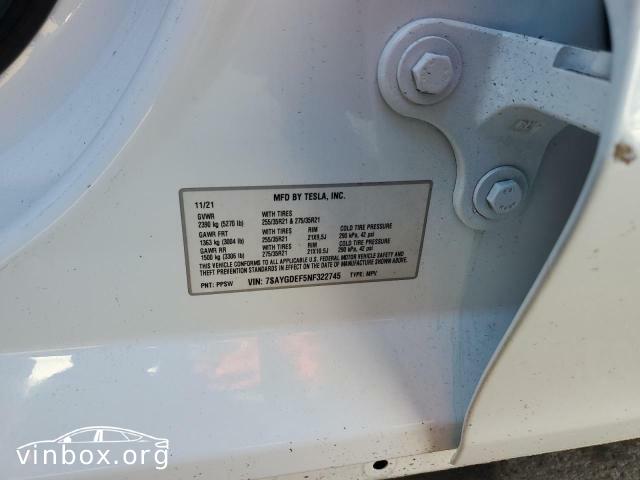 11/21 MFD BY TESLA, INC.
GVWR WITH TIRES
2390 kg (5270 lb) 255/35R21 & 275/35R21
GAWR FRT WITH TIRES RIM COLD TIRE PRESSURE
1363 kg (3004 lb) 255/35R21 21X9.5J 290 kPa, 42 psi
GAWR RR WITH TIRES RIM COLD TIRE PRESSURE
1500 kg (3306 lb) 275/35R21 21X10.5J 290 kPa, 42 psi
THIS VEHICLE CONFORMS TO ALL APPLICABLE U.S. FEDERAL MOTOR VEHICLE SAFETY AND
THEFT PREVENTION STANDARDS IN EFFECT ON THE DATE OF MANUFACTURE SHOWN ABOVE.
PNT: PPSW VIN: 7SAYGDEF5NF322745 TYPE: MPV
vinbox.org